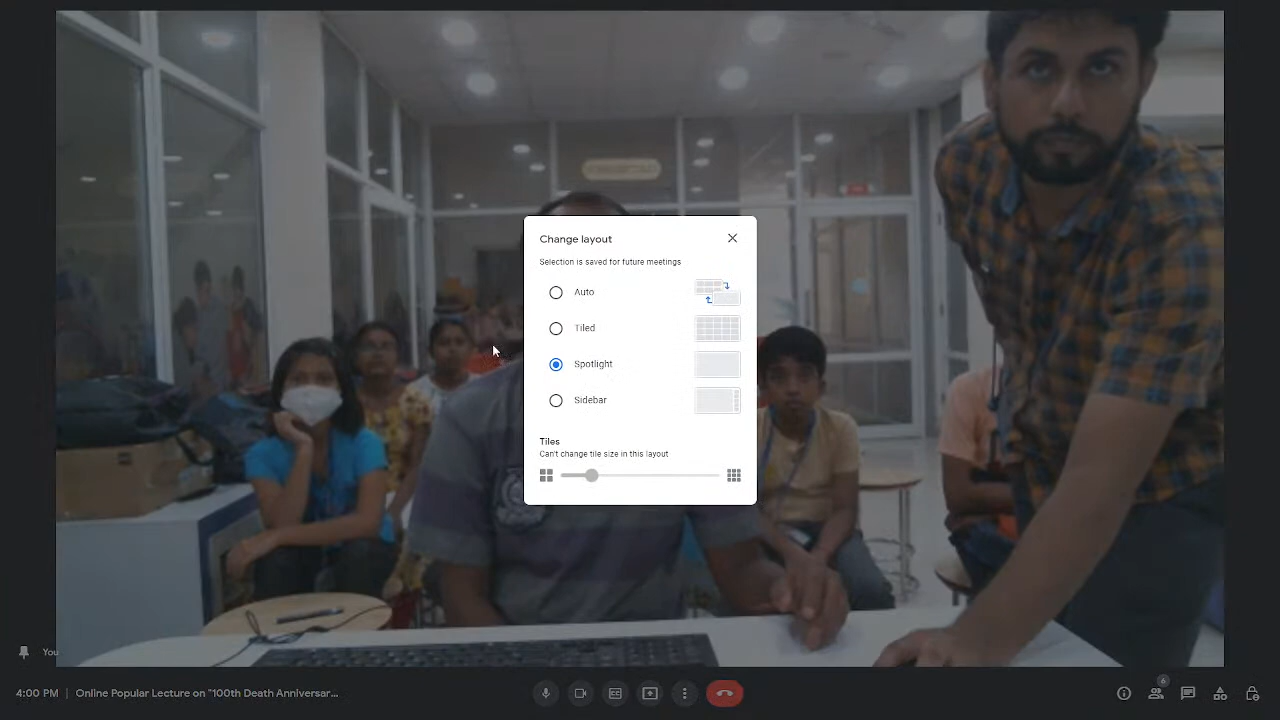 Change layout
Selection is saved for future meetings
Auto
Tiled
Spotlight
Sidebar
Tiles
Can't change tile size in this layout
You
4:00 PM | Online Popular Lecture on "100th Death Anniversar...
6